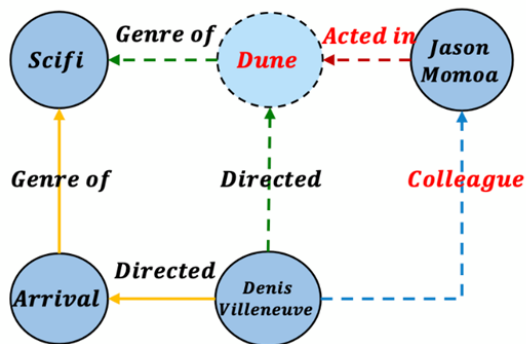 Genre of
Acted in
Scifi
Dune
Jason
Momoa
Genre of
Directed
Colleague
Directed
Arrival
Denis
Villeneuve